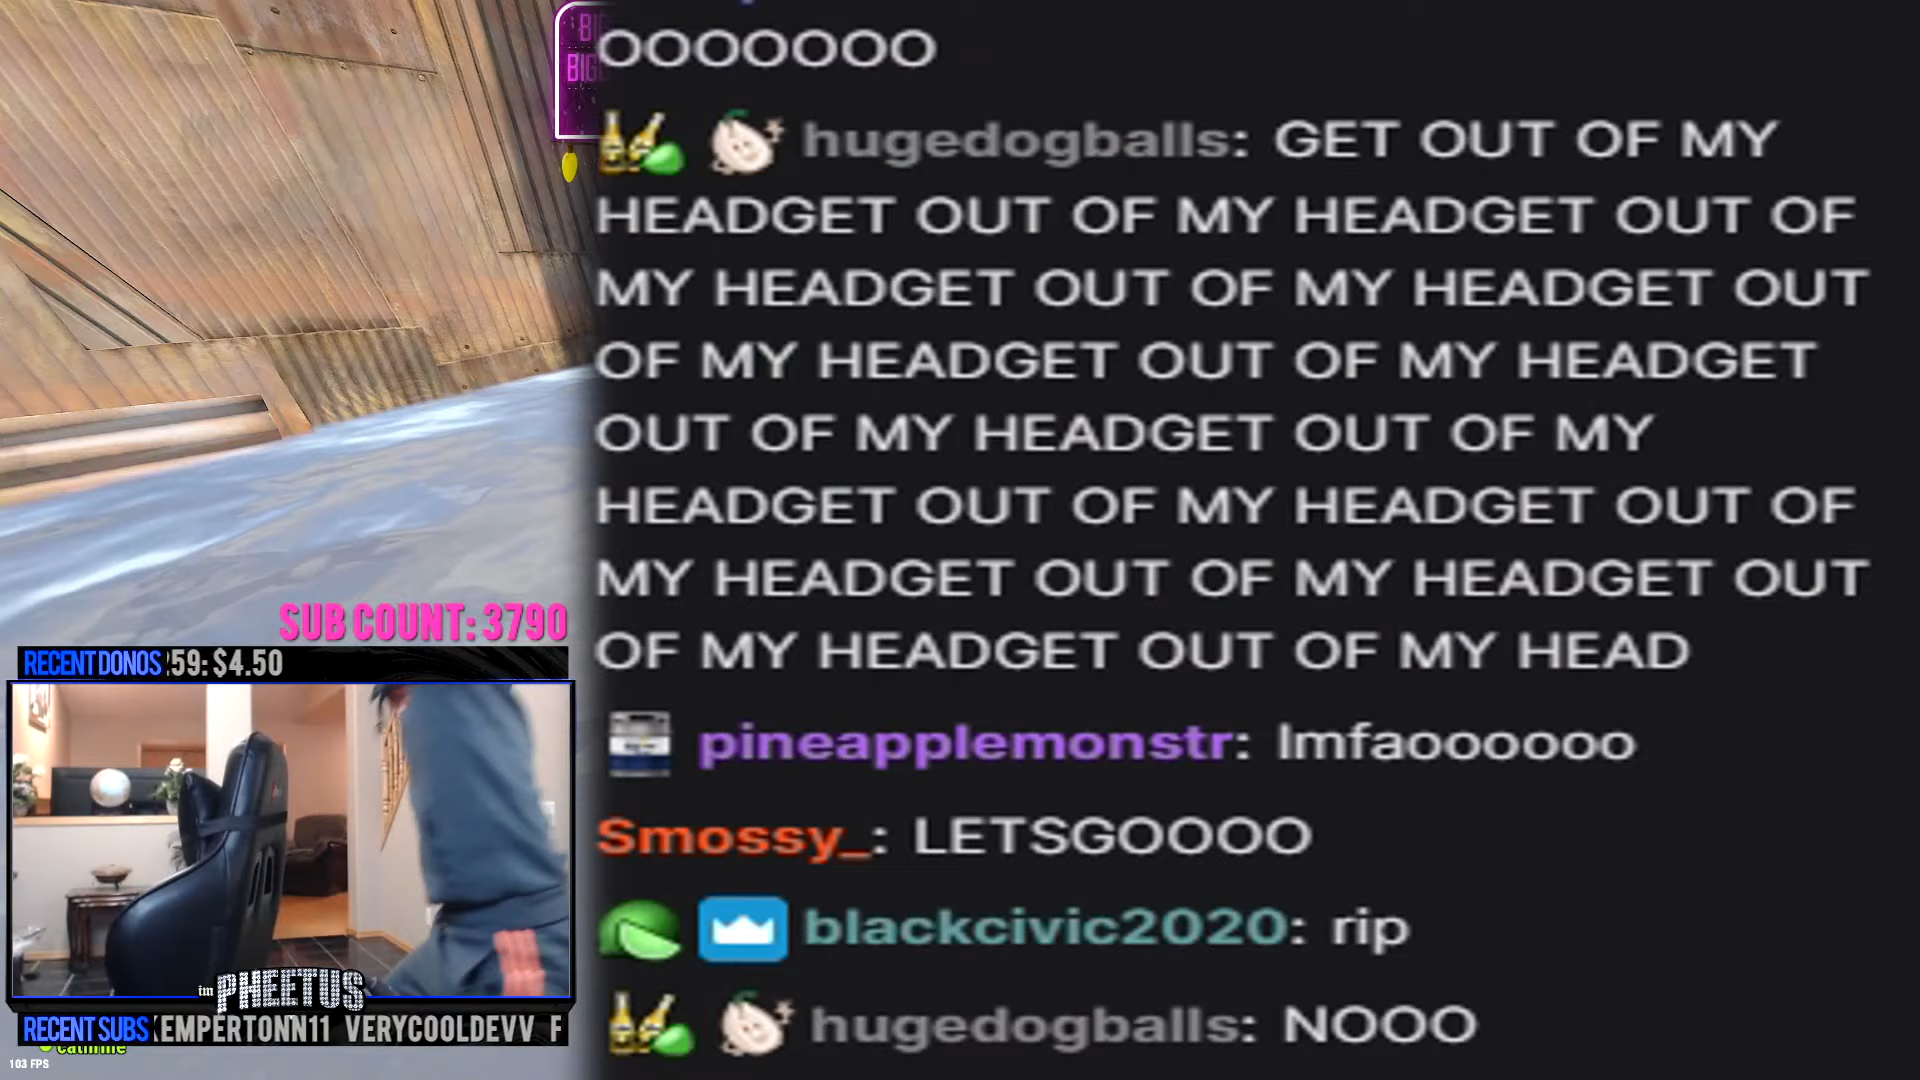 OOOOOOO
hugedogballs: GET OUT OF MY
HEADGET OUT OF MY HEADGET OUT OF
MY HEADGET OUT OF MY HEADGET OUT
OF MY HEADGET OUT OF MY HEADGET
OUT OF MY HEADGET OUT OF MY
HEADGET OUT OF MY HEADGET OUT OF
MY HEADGET OUT OF MY HEADGET OUT
OF MY HEADGET OUT OF MY HEAD
pineapplemonstr: lmfaoooooo
Smossy_: LETSGOOOO
blackcivic2020: rip
hugedogballs: NOOO
SUB COUNT: 3790
RECENT DONOS 59: $4.50
im PHEETUS
RECENT SUBS EMPERTONN11 VERYCOOLDEVV F
103 FPS